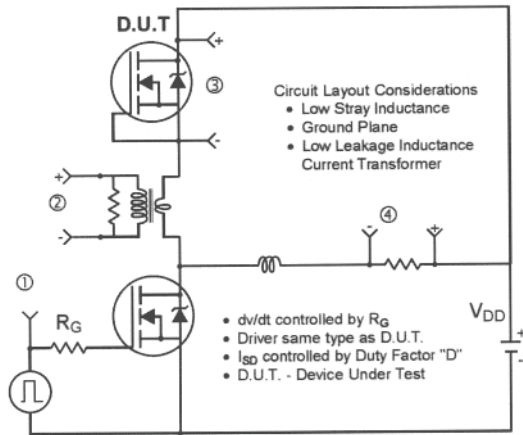 D.U.T
+
③
Circuit Layout Considerations
• Low Stray Inductance
• Ground Plane
• Low Leakage Inductance
Current Transformer
-
+
②
-
④
-
+
①
RG
VDD
+
-
• dv/dt controlled by RG
• Driver same type as D.U.T.
• ISD controlled by Duty Factor "D"
• D.U.T. - Device Under Test